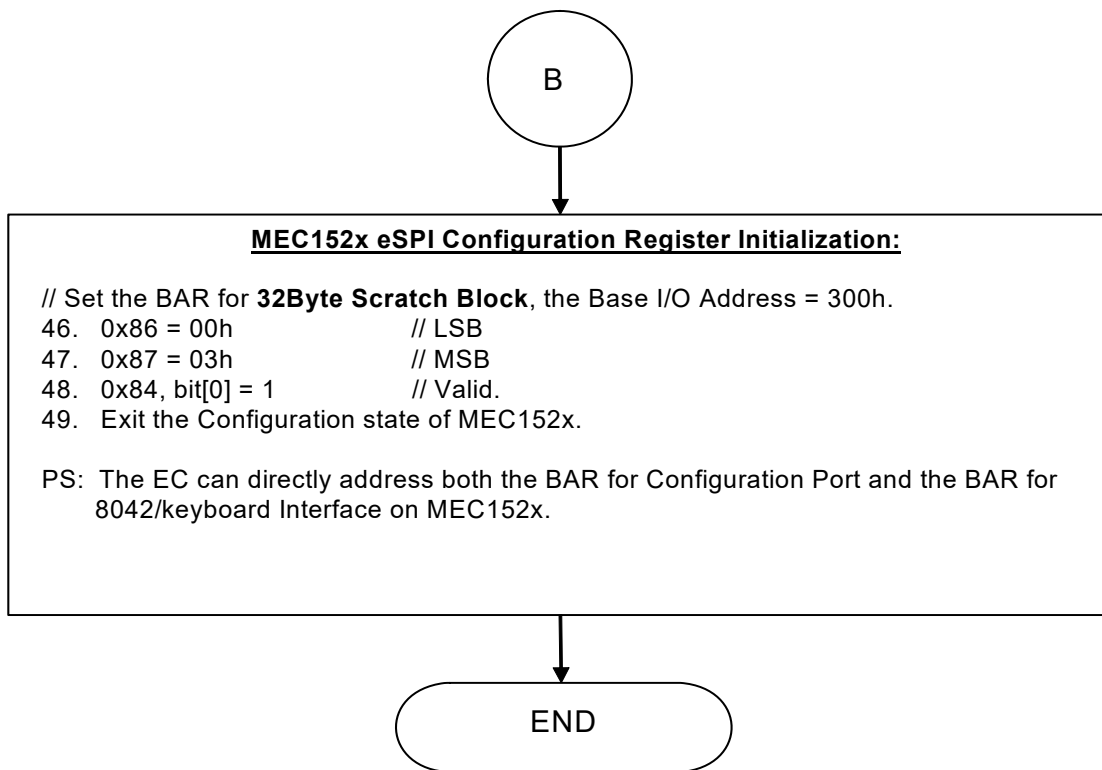 B
MEC152x eSPI Configuration Register Initialization:
// Set the BAR for 32Byte Scratch Block, the Base I/O Address = 300h.
46. 0x86 = 00h // LSB
47. 0x87 = 03h // MSB
48. 0x84, bit[0] = 1 // Valid.
49. Exit the Configuration state of MEC152x.
PS: The EC can directly address both the BAR for Configuration Port and the BAR for
8042/keyboard Interface on MEC152x.
END